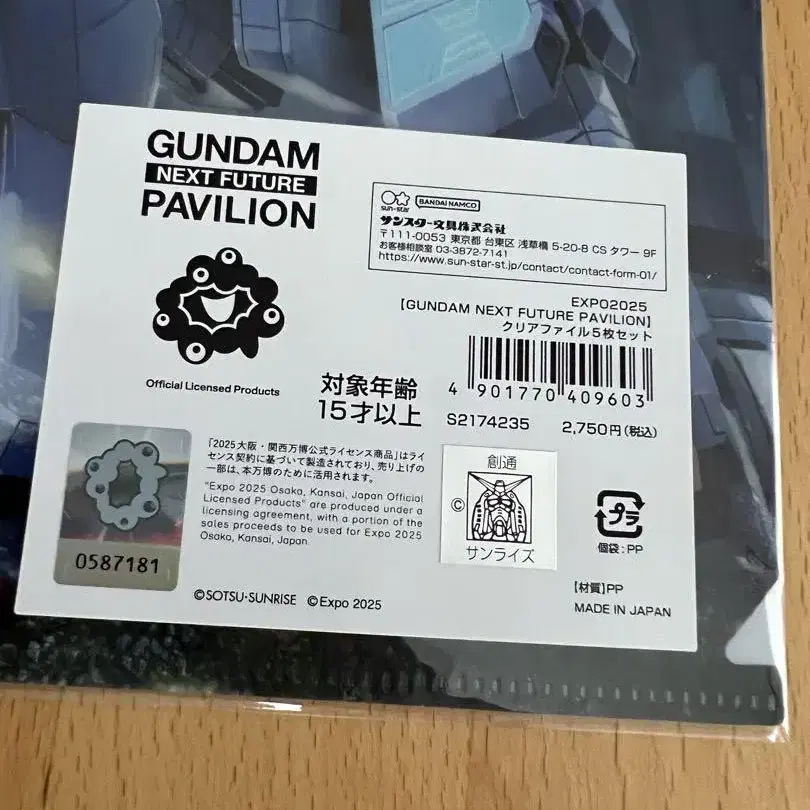 GUNDAM
NEXT FUTURE
PAVILION
Official Licensed Products
sun-star
BANDAI NAMCO
サンスター文具株式会社
〒111-0053 東京都 台東区 浅草橋 5-20-8 CS タワー 9F
お客様相談室 03-3872-7141
https://www.sun-star-st.jp/contact/contact-form-01/
EXPO2025
【GUNDAM NEXT FUTURE PAVILION】
クリアファイル5枚セット
対象年齢
15才以上
4 901770 409603
S2174235 2,750円(税込)
「2025大阪・関西万博公式ライセンス商品」はライ
センス契約に基づいて製造されており、売り上げの
一部は、本万博のために活用されます。
"Expo 2025 Osaka, Kansai, Japan Official
Licensed Products" are produced under a
licensing agreement, with a portion of the
sales proceeds to be used for Expo 2025
Osaka, Kansai, Japan.
0587181
創通
©
サンライズ
プラ
個袋:PP
©SOTSU・SUNRISE ©Expo 2025
【材質】PP
MADE IN JAPAN